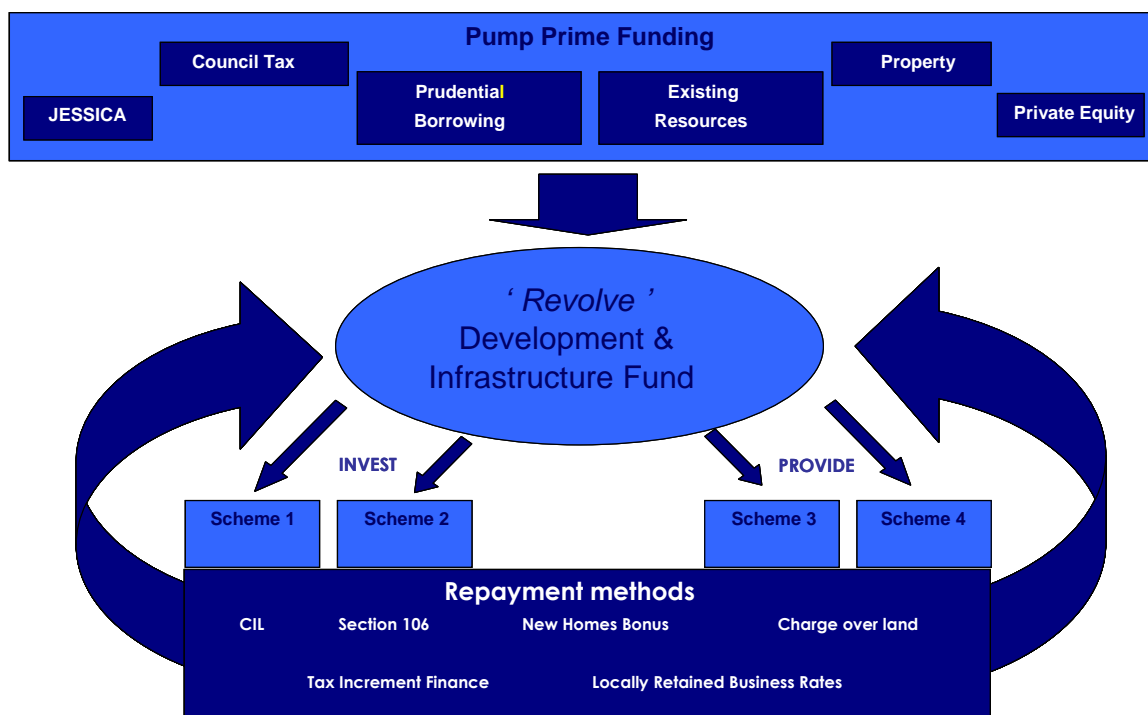 Pump Prime Funding
Council Tax
Property
Prudential
Borrowing
Existing
Resources
JESSICA
Private Equity
‘ Revolve ’
Development &
Infrastructure Fund
INVEST
PROVIDE
Scheme 1
Scheme 2
Scheme 3
Scheme 4
Repayment methods
CIL
Section 106
New Homes Bonus
Charge over land
Tax Increment Finance
Locally Retained Business Rates